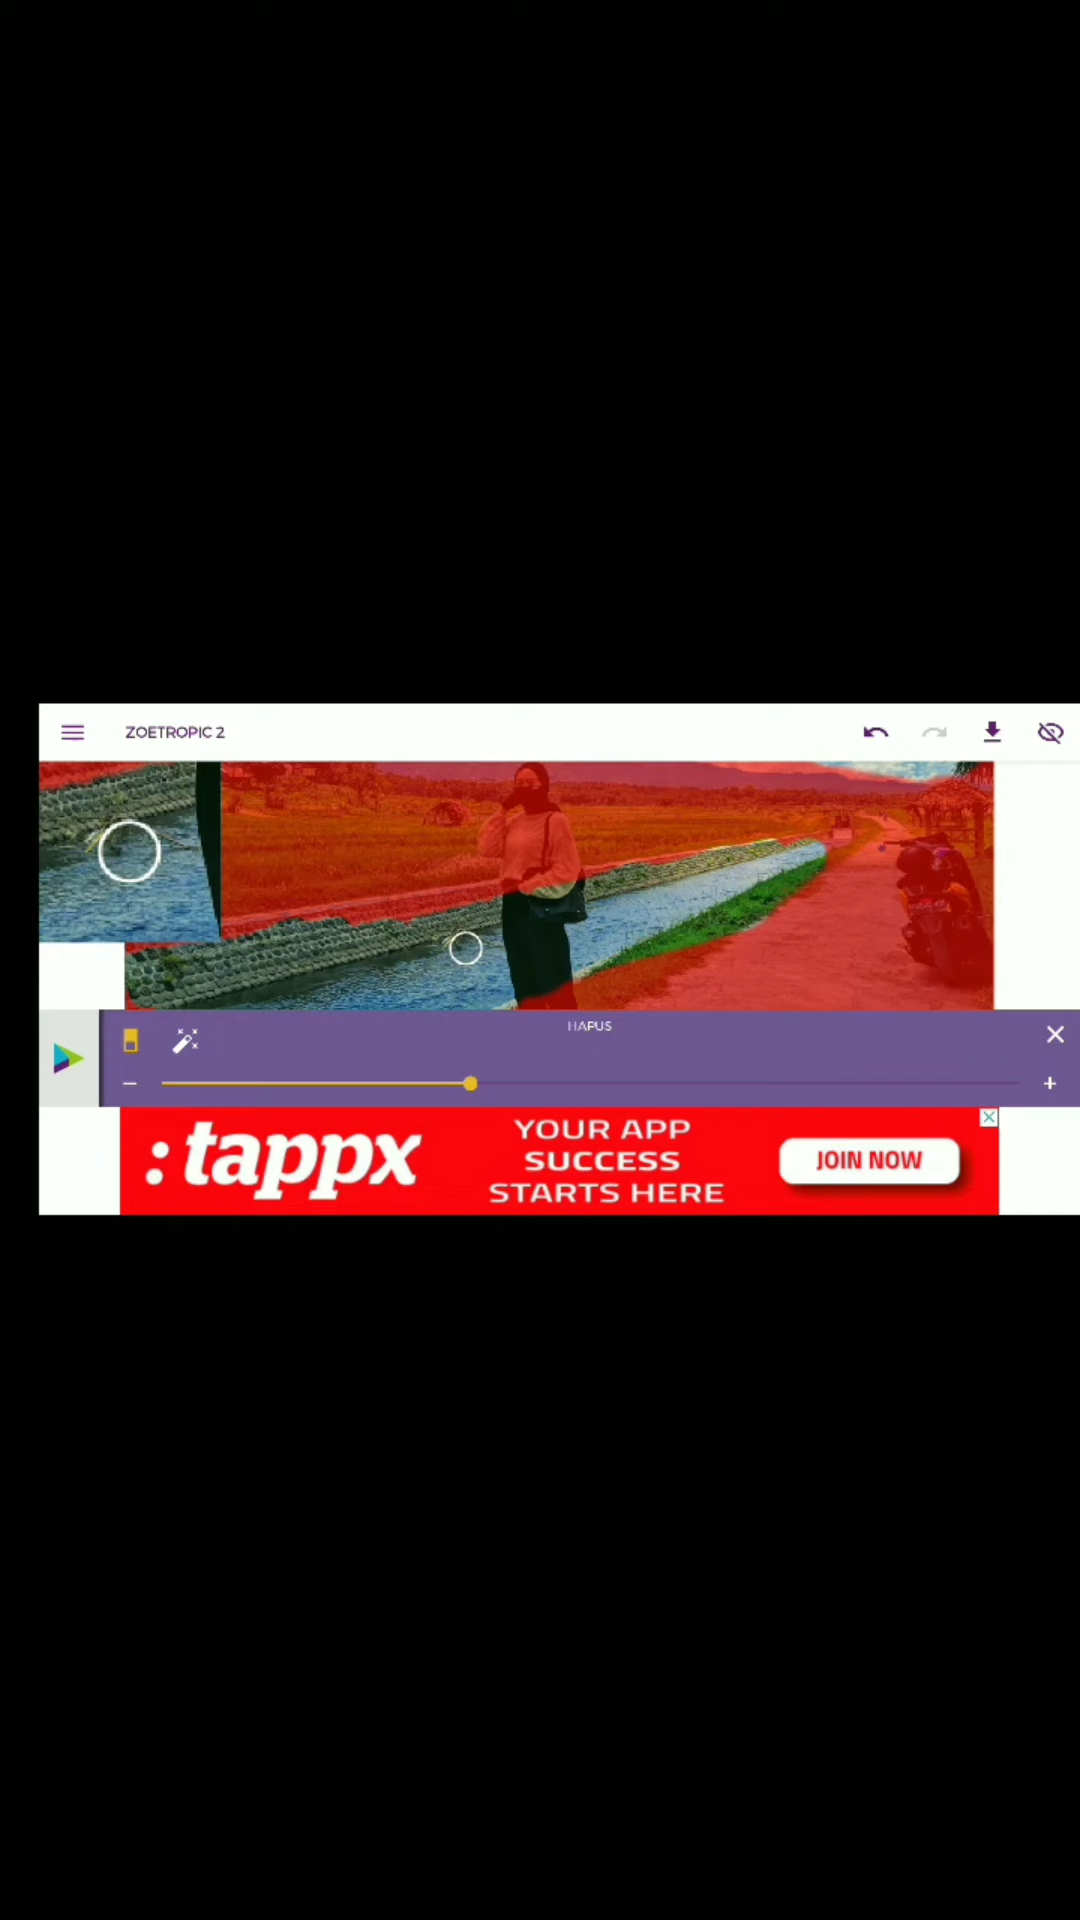 ZOETROPIC 2
HAPUS
:tappx
YOUR APP
SUCCESS
STARTS HERE
JOIN NOW